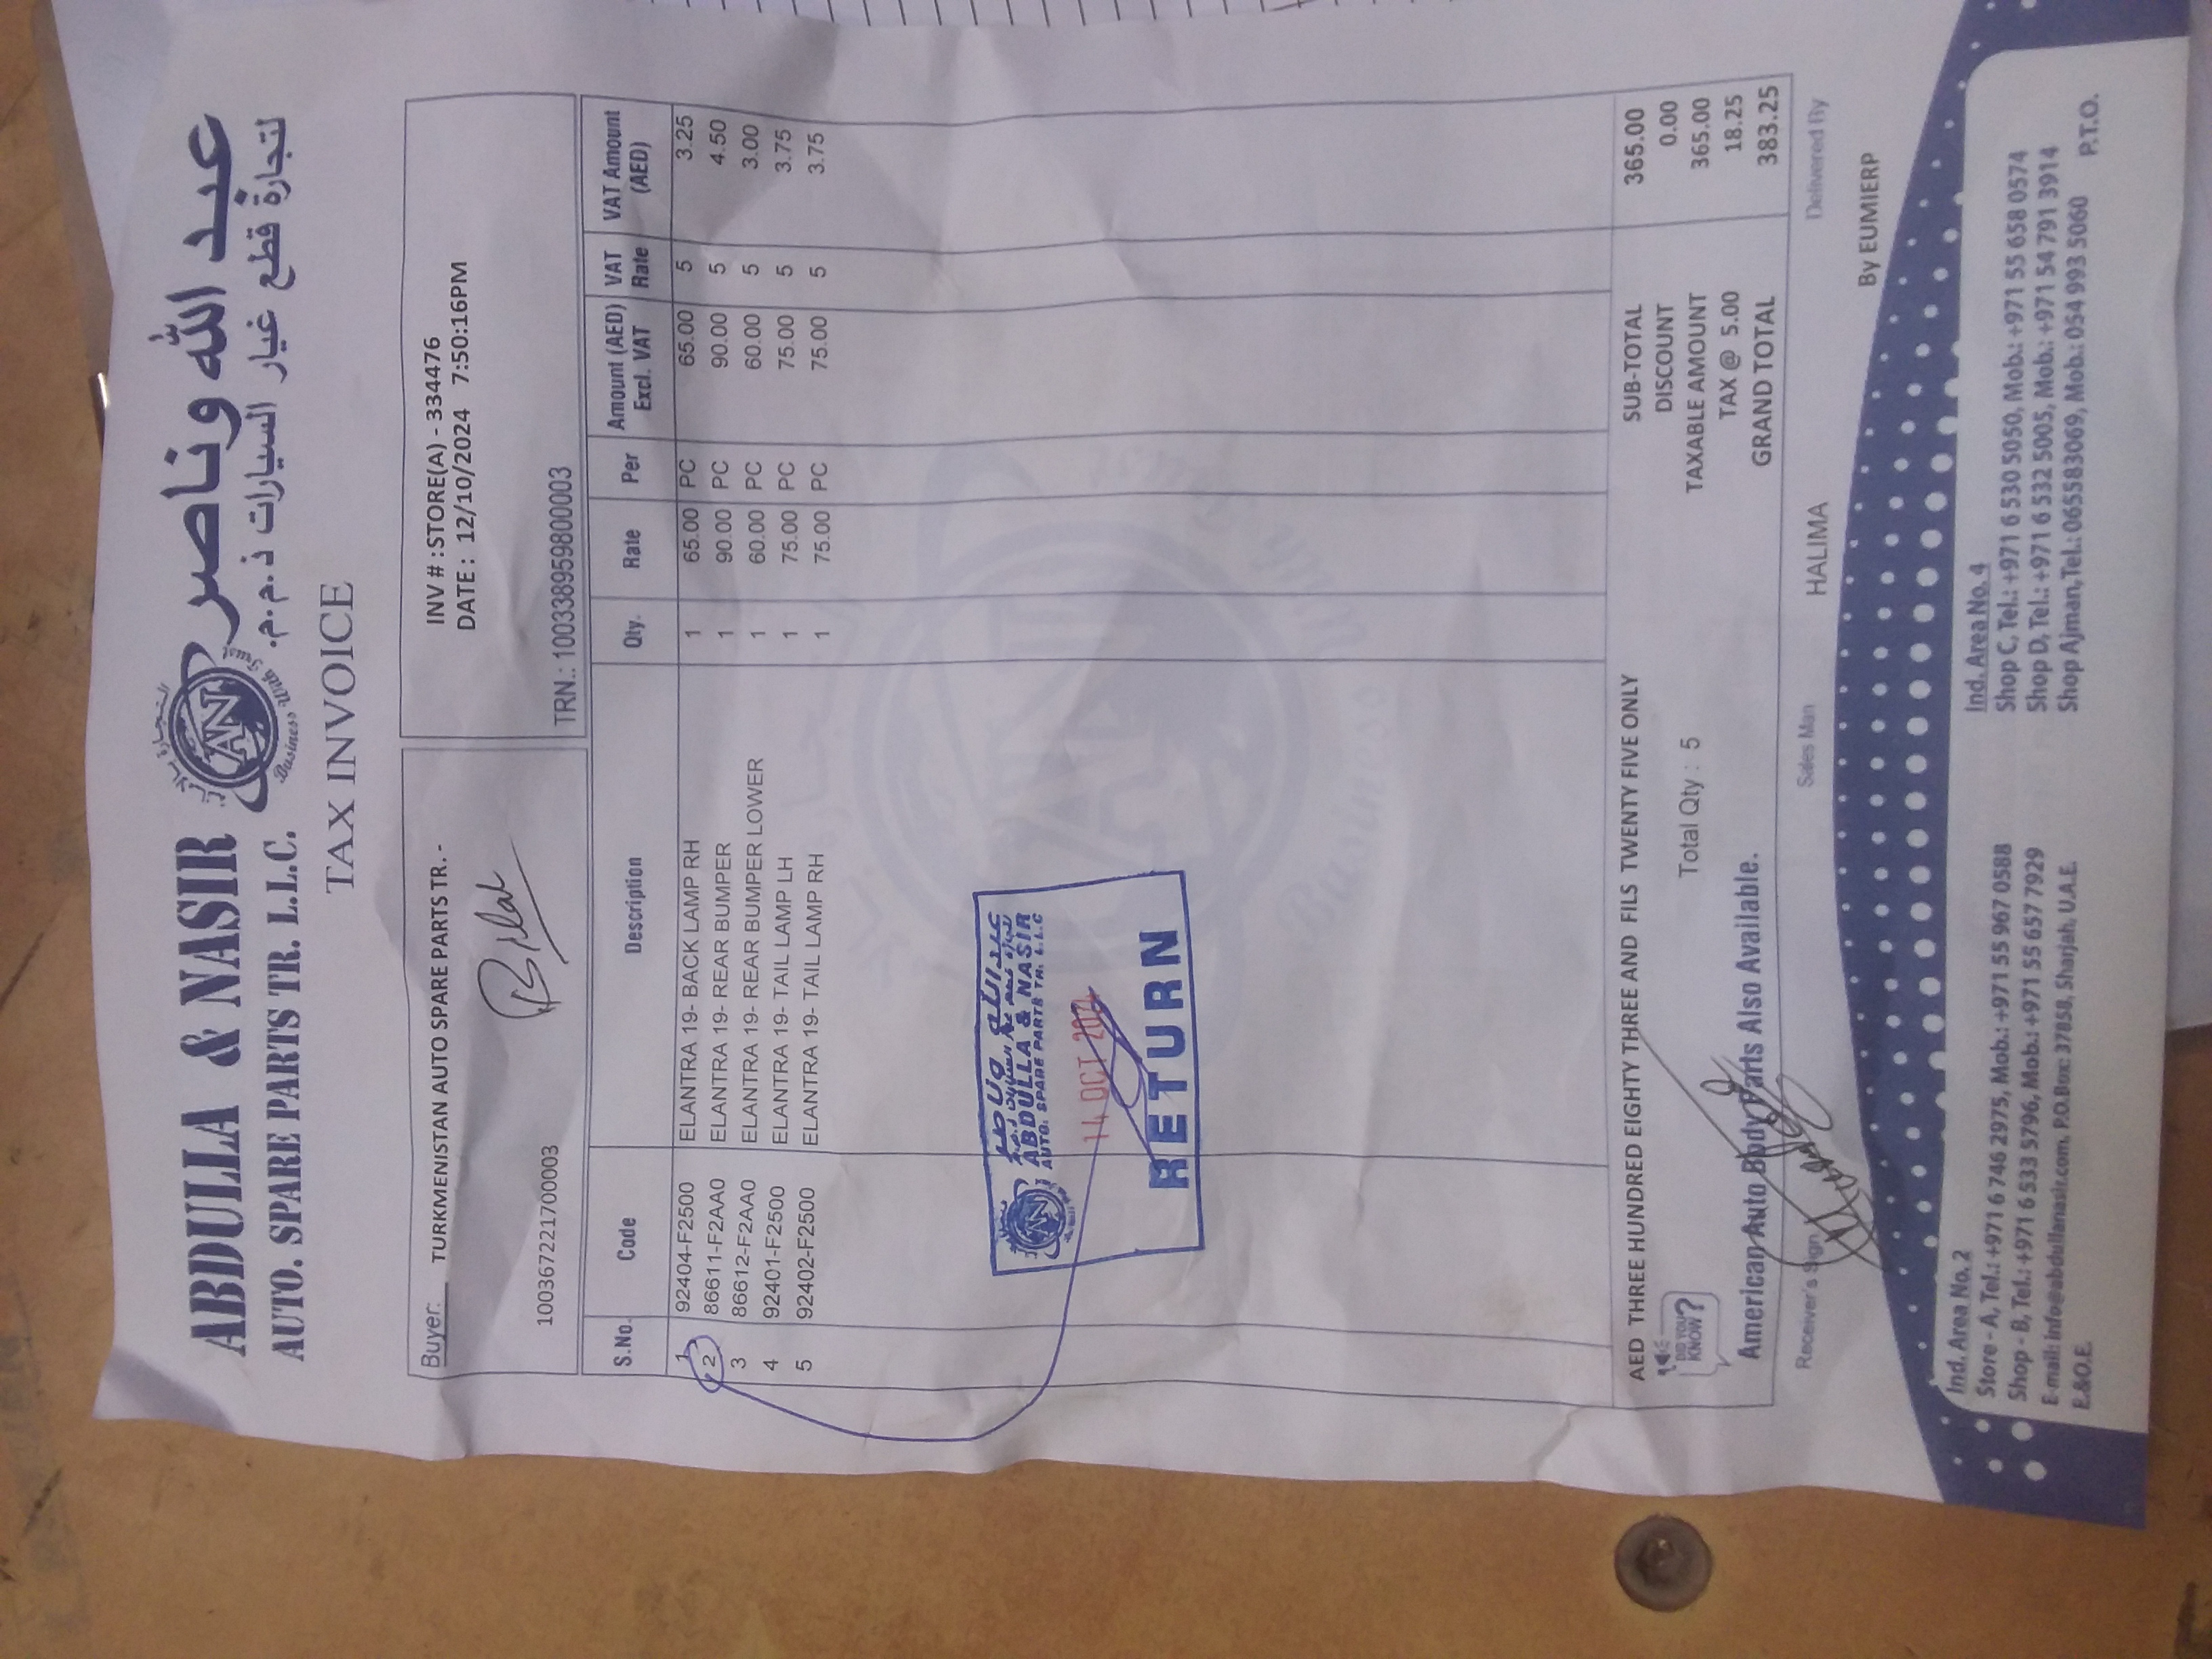 ABDULLA & NASIR
AUTO. SPARE PARTS TR. L.L.C.
عبد الله وناصر
لتجارة قطع غيار السيارات ذ.م.م.
AN
Business With
TAX INVOICE
Buyer: TURKMENISTAN AUTO SPARE PARTS TR. -
Bilal
100367221700003
INV # :STORE(A) - 334476
DATE : 12/10/2024 7:50:16PM
TRN.: 100338959800003
S.No. Code Description Qty. Rate Per Amount (AED) Excl. VAT VAT Rate VAT Amount (AED)
1 92404-F2500 ELANTRA 19- BACK LAMP RH 1 65.00 PC 65.00 5 3.25
2 86611-F2AA0 ELANTRA 19- REAR BUMPER 1 90.00 PC 90.00 5 4.50
3 86612-F2AA0 ELANTRA 19- REAR BUMPER LOWER 1 60.00 PC 60.00 5 3.00
4 92401-F2500 ELANTRA 19- TAIL LAMP LH 1 75.00 PC 75.00 5 3.75
5 92402-F2500 ELANTRA 19- TAIL LAMP RH 1 75.00 PC 75.00 5 3.75
AN
ABDULLA & NASIR
AUTO. SPARE PARTS TR. L.L.C
14 OCT 2024
RETURN
AED THREE HUNDRED EIGHTY THREE AND FILS TWENTY FIVE ONLY
SUB-TOTAL 365.00
DISCOUNT 0.00
TAXABLE AMOUNT 365.00
TAX @ 5.00 18.25
GRAND TOTAL 383.25
Total Qty : 5
DID YOU KNOW?
American Auto Body Parts Also Available.
Receiver's Sign. Sales Man HALIMA Delivered By
By EUMIERP
Ind. Area No. 2
Store - A, Tel.: +971 6 746 2975, Mob.: +971 55 967 0588
Shop - B, Tel.: +971 6 533 5796, Mob.: +971 55 657 7929
E-mail: info@abdullanasir.com, P.O.Box: 37858, Sharjah, U.A.E.
E.&O.E.
Ind. Area No. 4
Shop C, Tel.: +971 6 530 5050, Mob.: +971 55 658 0574
Shop D, Tel.: +971 6 532 5005, Mob.: +971 54 791 3914
Shop Ajman, Tel.: 065583069, Mob.: 054 993 5060
P.T.O.